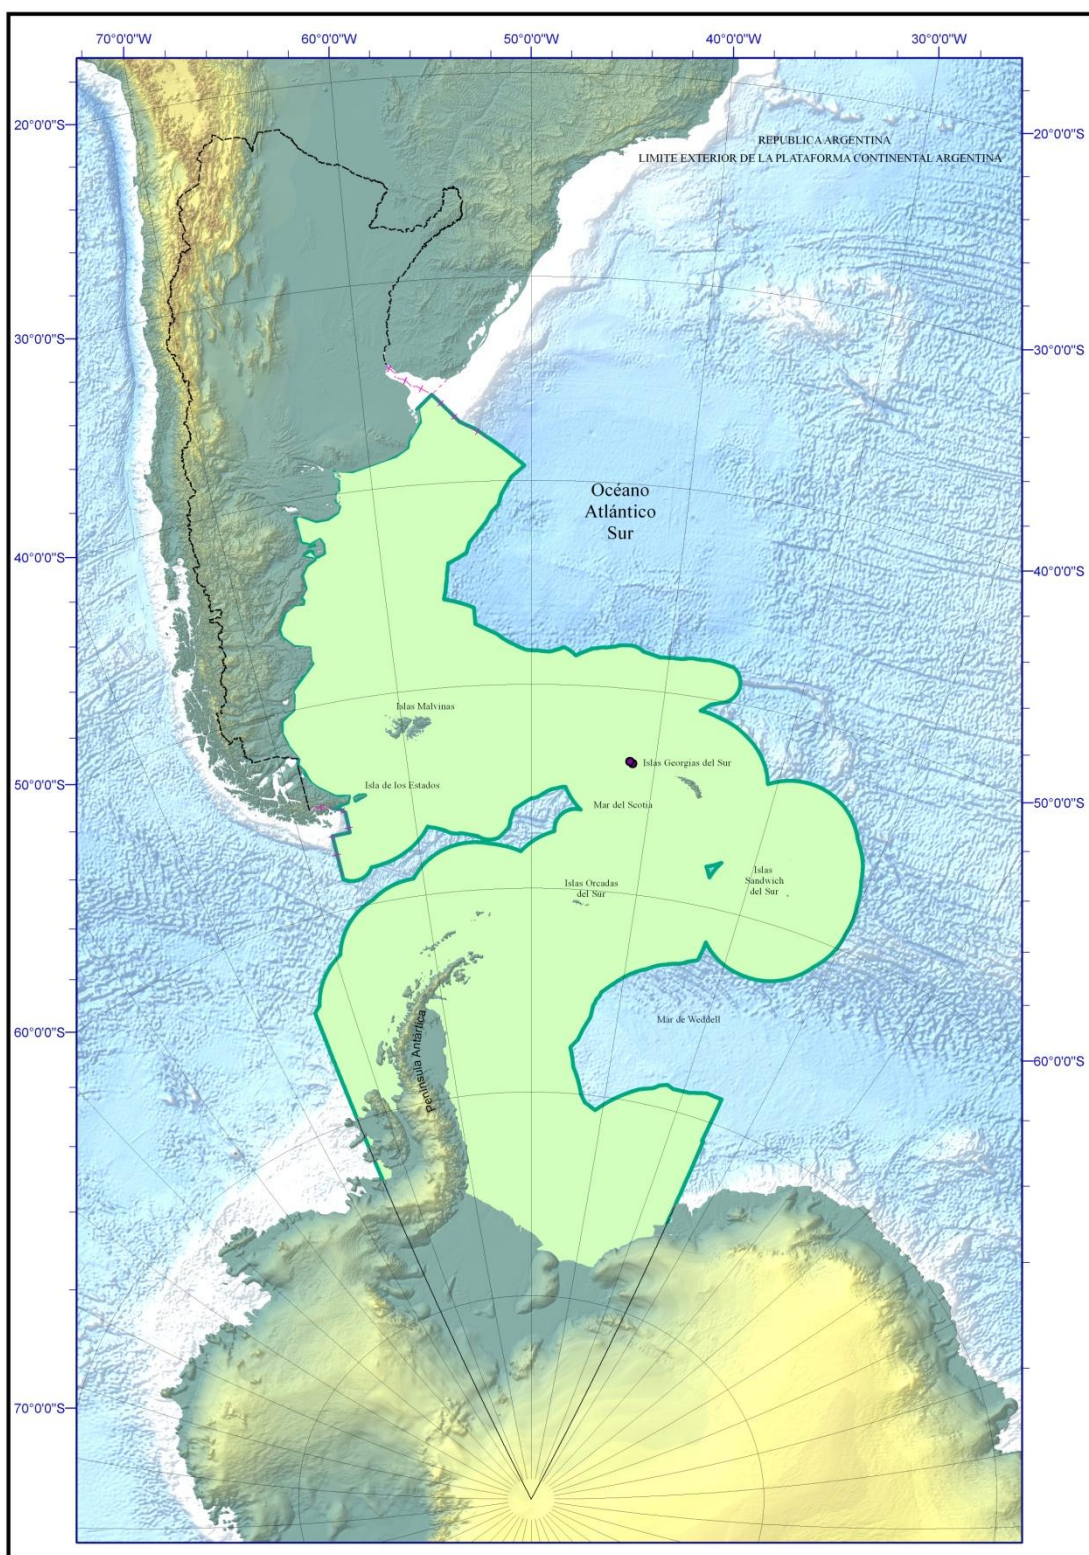 70°0'0"W
60°0'0"W
50°0'0"W
40°0'0"W
30°0'0"W
20°0'0"S
20°0'0"S
REPUBLICA ARGENTINA
LIMITE EXTERIOR DE LA PLATAFORMA CONTINENTAL ARGENTINA
30°0'0"S
30°0'0"S
Océano
Atlántico
Sur
40°0'0"S
40°0'0"S
Islas Malvinas
Islas Georgias del Sur
Isla de los Estados
50°0'0"S
50°0'0"S
Mar del Scotia
Islas Orcadas
del Sur
Islas
Sandwich
del Sur
Mar de Weddell
60°0'0"S
60°0'0"S
Península Antártica
70°0'0"S